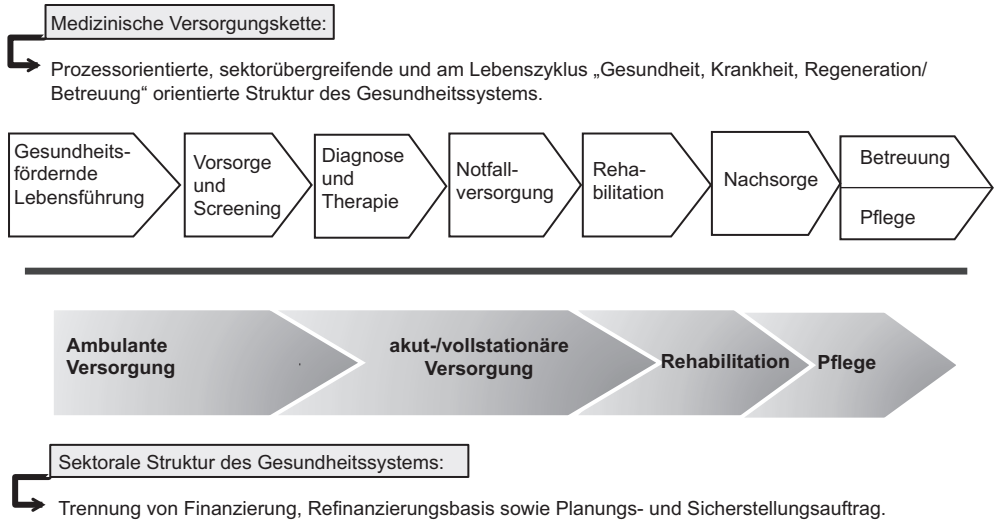 Medizinische Versorgungskette:
Prozessorientierte, sektorübergreifende und am Lebenszyklus „Gesundheit, Krankheit, Regeneration/
Betreuung“ orientierte Struktur des Gesundheitssystems.
Gesundheits-
fördernde
Lebensführung
Vorsorge
und
Screening
Diagnose
und
Therapie
Notfall-
versorgung
Reha-
bilitation
Nachsorge
Betreuung
Pflege
Ambulante
Versorgung
akut-/vollstationäre
Versorgung
Rehabilitation
Pflege
Sektorale Struktur des Gesundheitssystems:
Trennung von Finanzierung, Refinanzierungsbasis sowie Planungs- und Sicherstellungsauftrag.